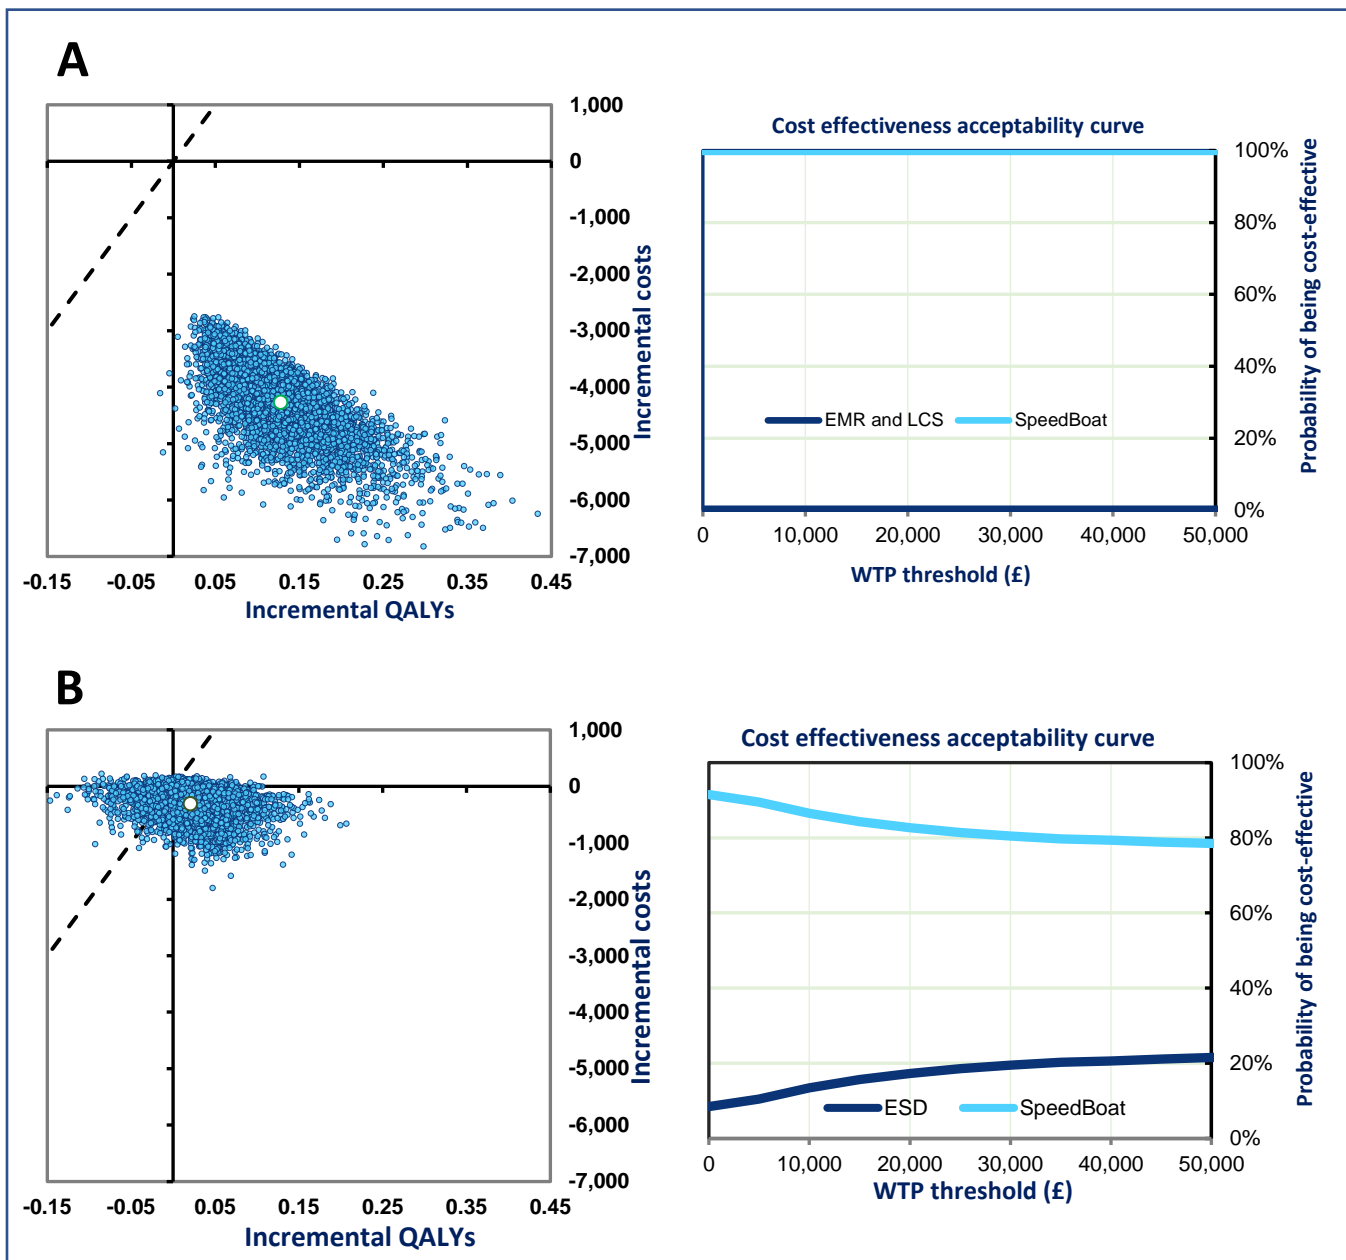 A
1,000
0
-1,000
-2,000
-3,000
-4,000
-5,000
-6,000
-7,000
Incremental costs
-0.15 -0.05 0.05 0.15 0.25 0.35 0.45
Incremental QALYs
Cost effectiveness acceptability curve
100%
80%
60%
40%
20%
0%
Probability of being cost-effective
EMR and LCS SpeedBoat
0 10,000 20,000 30,000 40,000 50,000
WTP threshold (£)
B
1,000
0
-1,000
-2,000
-3,000
-4,000
-5,000
-6,000
-7,000
Incremental costs
-0.15 -0.05 0.05 0.15 0.25 0.35 0.45
Incremental QALYs
Cost effectiveness acceptability curve
100%
80%
60%
40%
20%
0%
Probability of being cost-effective
ESD SpeedBoat
0 10,000 20,000 30,000 40,000 50,000
WTP threshold (£)